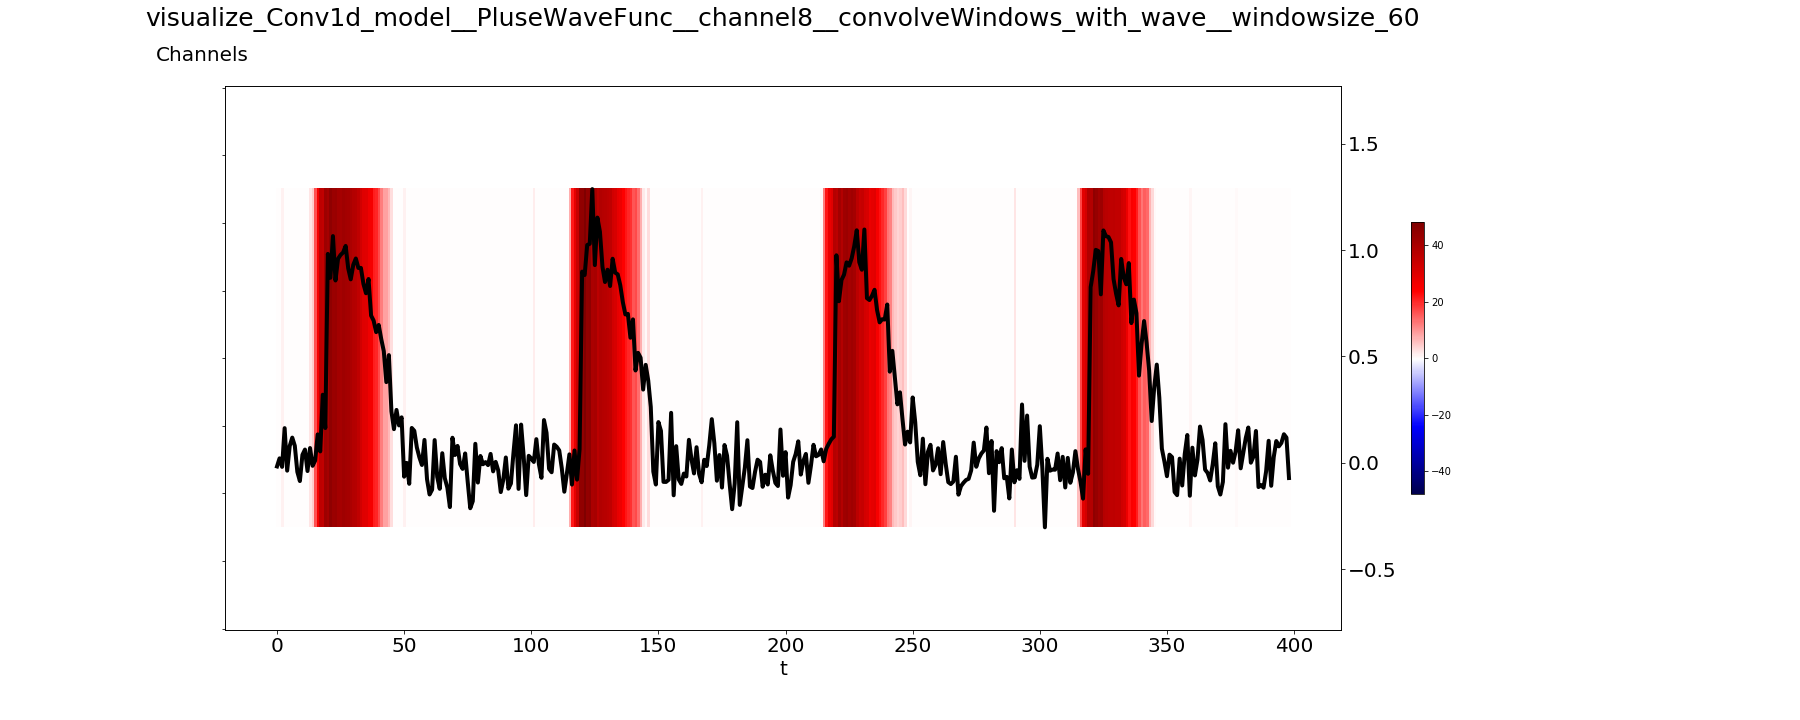 visualize_Conv1d_model__PluseWaveFunc__channel8__convolveWindows_with_wave__windowsize_60
Channels
1.5
1.0
0.5
0.0
−0.5
40
20
0
−20
−40
0 50 100 150 200 250 300 350 400
t